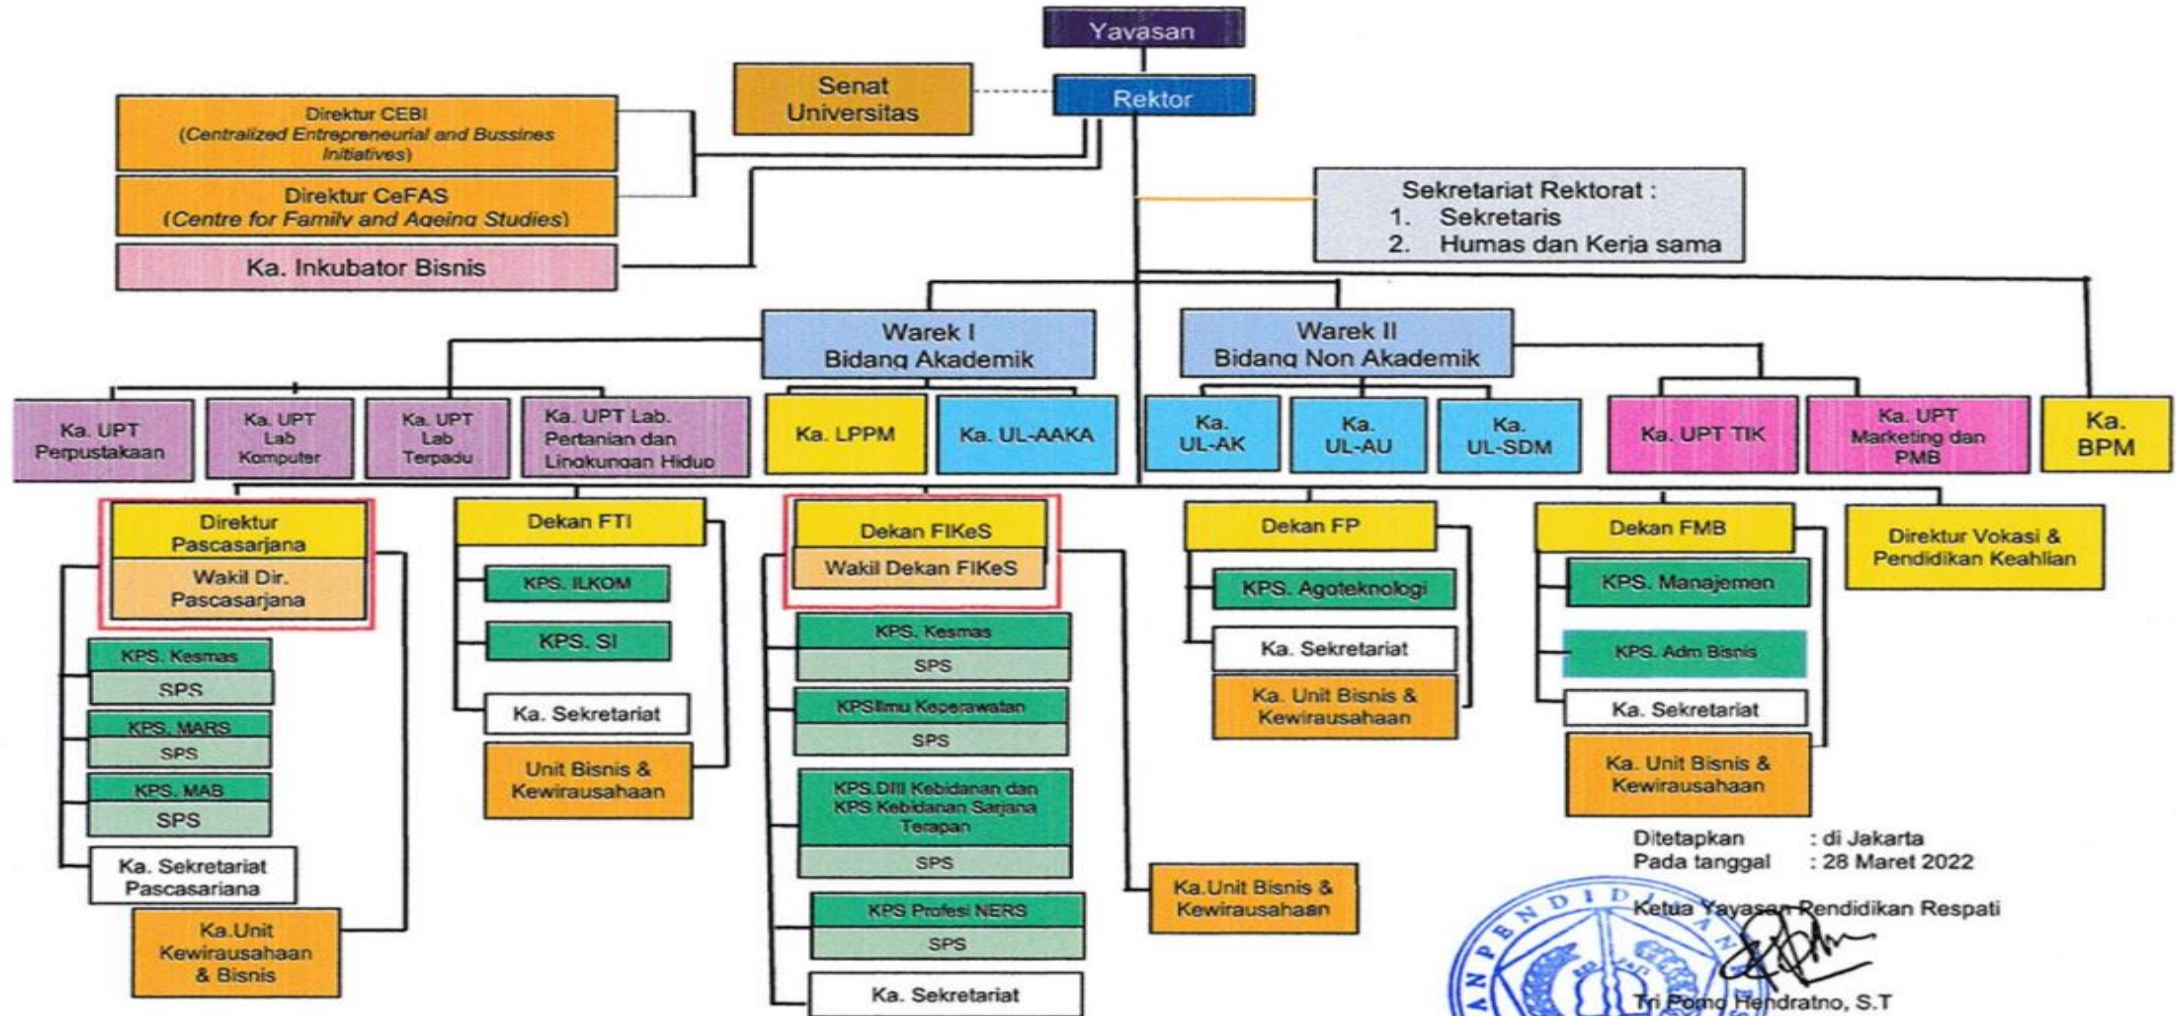 Yavasan
Senat
Universitas
Rektor
Direktur CEBI
(Centralized Entrepreneurial and Bussines
Initiatives)
Direktur CeFAS
(Centre for Family and Ageing Studies)
Ka. Inkubator Bisnis
Sekretariat Rektorat :
1. Sekretaris
2. Humas dan Kerja sama
Warek I
Bidang Akademik
Warek II
Bidang Non Akademik
Ka. UPT
Perpustakaan
Ka. UPT
Lab
Komputer
Ka. UPT
Lab
Terpadu
Ka. UPT Lab.
Pertanian dan
Lingkungan Hidup
Ka. LPPM
Ka. UL-AAKA
Ka.
UL-AK
Ka.
UL-AU
Ka.
UL-SDM
Ka. UPT TIK
Ka. UPT
Marketing dan
PMB
Ka.
BPM
Direktur
Pascasarjana
Wakil Dir.
Pascasarjana
KPS. Kesmas
SPS
KPS. MARS
SPS
KPS. MAB
SPS
Ka. Sekretariat
Pascasarjana
Ka.Unit
Kewirausahaan
& Bisnis
Dekan FTI
KPS. ILKOM
KPS. SI
Ka. Sekretariat
Unit Bisnis &
Kewirausahaan
Dekan FIKeS
Wakil Dekan FIKeS
KPS. Kesmas
SPS
KPSIlmu Keperawatan
SPS
KPS.DIII Kebidanan dan
KPS Kebidanan Sarjana
Terapan
SPS
KPS Profesi NERS
SPS
Ka. Sekretariat
Ka.Unit Bisnis &
Kewirausahaan
Dekan FP
KPS. Agoteknologi
Ka. Sekretariat
Ka. Unit Bisnis &
Kewirausahaan
Dekan FMB
KPS. Manajemen
KPS. Adm Bisnis
Ka. Sekretariat
Ka. Unit Bisnis &
Kewirausahaan
Direktur Vokasi &
Pendidikan Keahlian
Ditetapkan : di Jakarta
Pada tanggal : 28 Maret 2022
Ketua Yayasan Pendidikan Respati
Tri Pomo Hendratno, S.T